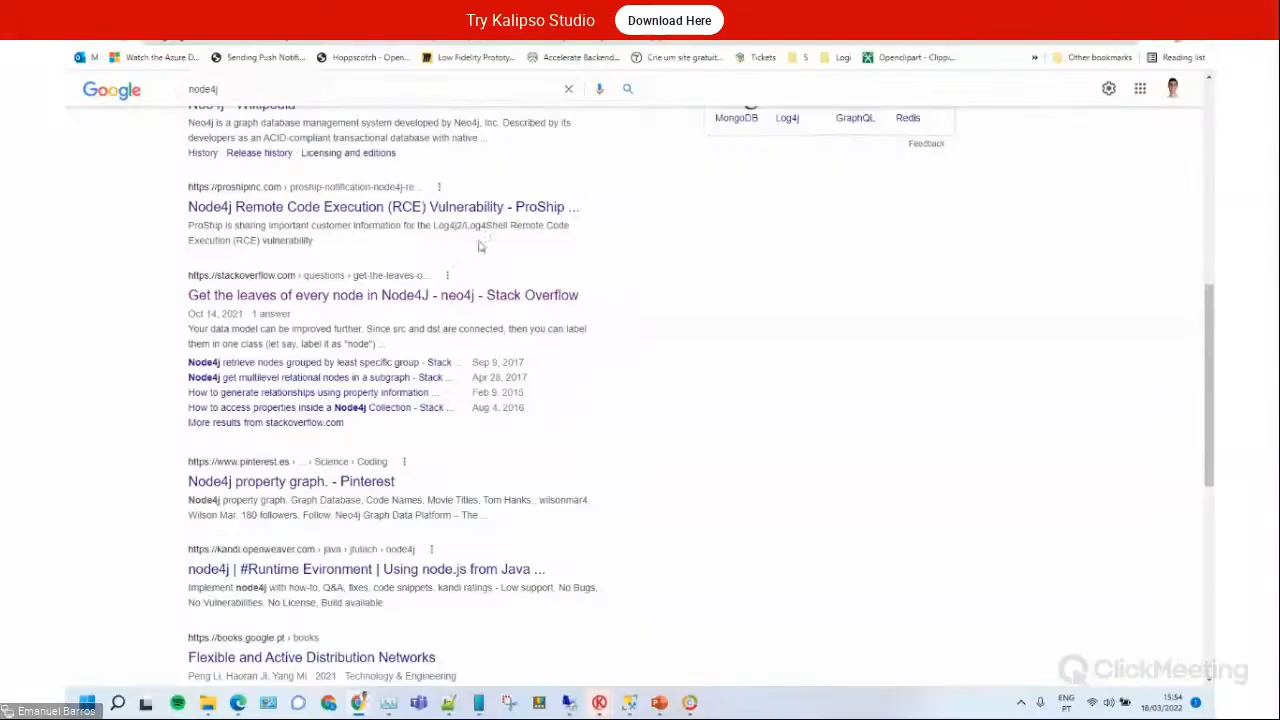 Try Kalipso Studio
Download Here
M
Watch the Azure D...
Sending Push Notifi...
Hoppscotch - Open...
Low Fidelity Prototy...
Accelerate Backend...
Crie um site gratuit...
Tickets
S
Logi
Openclipart - Clippi...
»
Other bookmarks
Reading list
Google
node4j
Neo4j - Wikipedia
Neo4j is a graph database management system developed by Neo4j, Inc. Described by its
developers as an ACID-compliant transactional database with native ...
History · Release history · Licensing and editions
MongoDB
Log4j
GraphQL
Redis
Feedback
https://proshipinc.com › proship-notification-node4j-re...
Node4j Remote Code Execution (RCE) Vulnerability - ProShip ...
ProShip is sharing important customer information for the Log4j2/Log4Shell Remote Code
Execution (RCE) vulnerability
https://stackoverflow.com › questions › get-the-leaves-o...
Get the leaves of every node in Node4J - neo4j - Stack Overflow
Oct 14, 2021 · 1 answer
Your data model can be improved further. Since src and dst are connected, then you can label
them in one class (let say, label it as "node") ...
Node4j retrieve nodes grouped by least specific group - Stack ... Sep 9, 2017
Node4j get multilevel relational nodes in a subgraph - Stack ... Apr 28, 2017
How to generate relationships using property information ... Feb 9, 2015
How to access properties inside a Node4j Collection - Stack ... Aug 4, 2016
More results from stackoverflow.com
https://www.pinterest.es › ... › Science › Coding
Node4j property graph. - Pinterest
Node4j property graph. Graph Database, Code Names, Movie Titles, Tom Hanks,. wilsonmar4.
Wilson Mar. 180 followers. Follow. Neo4j Graph Data Platform – The ...
https://kandi.openweaver.com › java › jtulach › node4j
node4j | #Runtime Evironment | Using node.js from Java ...
Implement node4j with how-to, Q&A, fixes, code snippets. kandi ratings - Low support, No Bugs,
No Vulnerabilities. No License, Build available
https://books.google.pt › books
Flexible and Active Distribution Networks
Peng Li, Haoran Ji, Yang Mi · 2021 · Technology & Engineering
ClickMeeting
Emanuel Barros
ENG
PT
15:54
18/03/2022